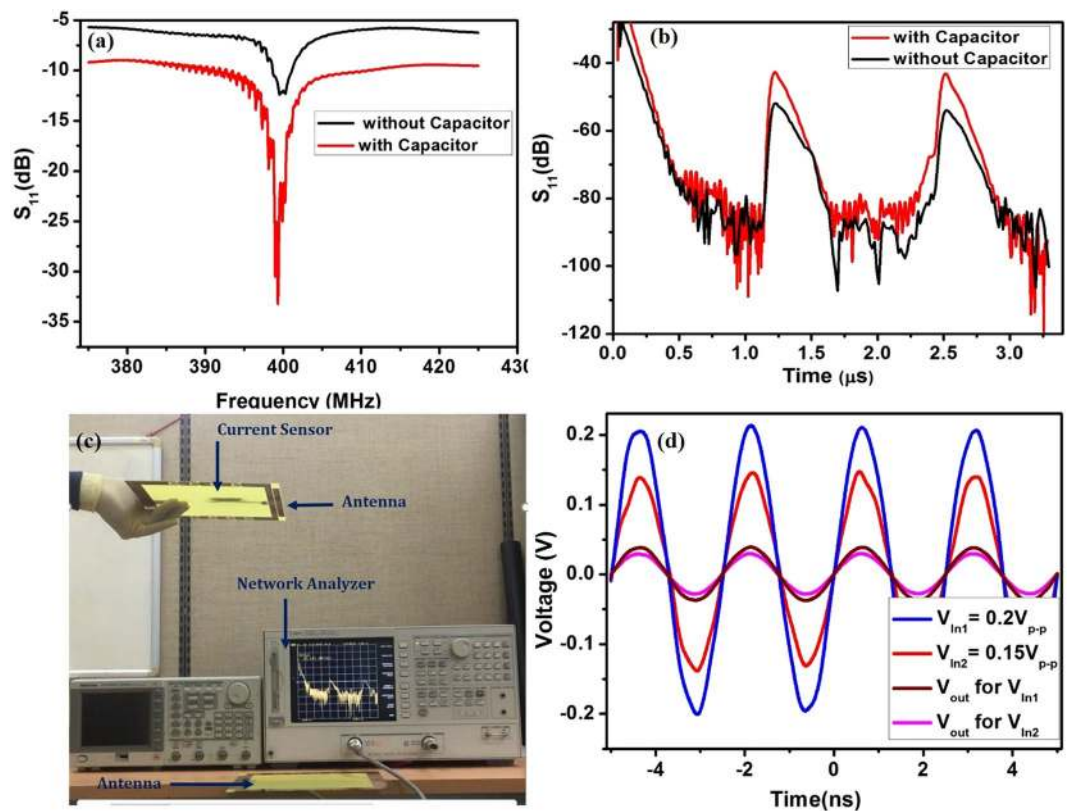 (a)
-5
-10
-15
-20
-25
-30
-35
S11(dB)
without Capacitor
with Capacitor
380 390 400 410 420 430
Frequency (MHz)
(b)
-40
-60
-80
-100
-120
S11(dB)
with Capacitor
without Capacitor
0.0 0.5 1.0 1.5 2.0 2.5 3.0
Time (μs)
(c)
Current Sensor
Antenna
Network Analyzer
Antenna
(d)
0.2
0.1
0.0
-0.1
-0.2
Voltage (V)
VIn1= 0.2Vp-p
VIn2= 0.15Vp-p
Vout for VIn1
Vout for VIn2
-4 -2 0 2 4
Time(ns)